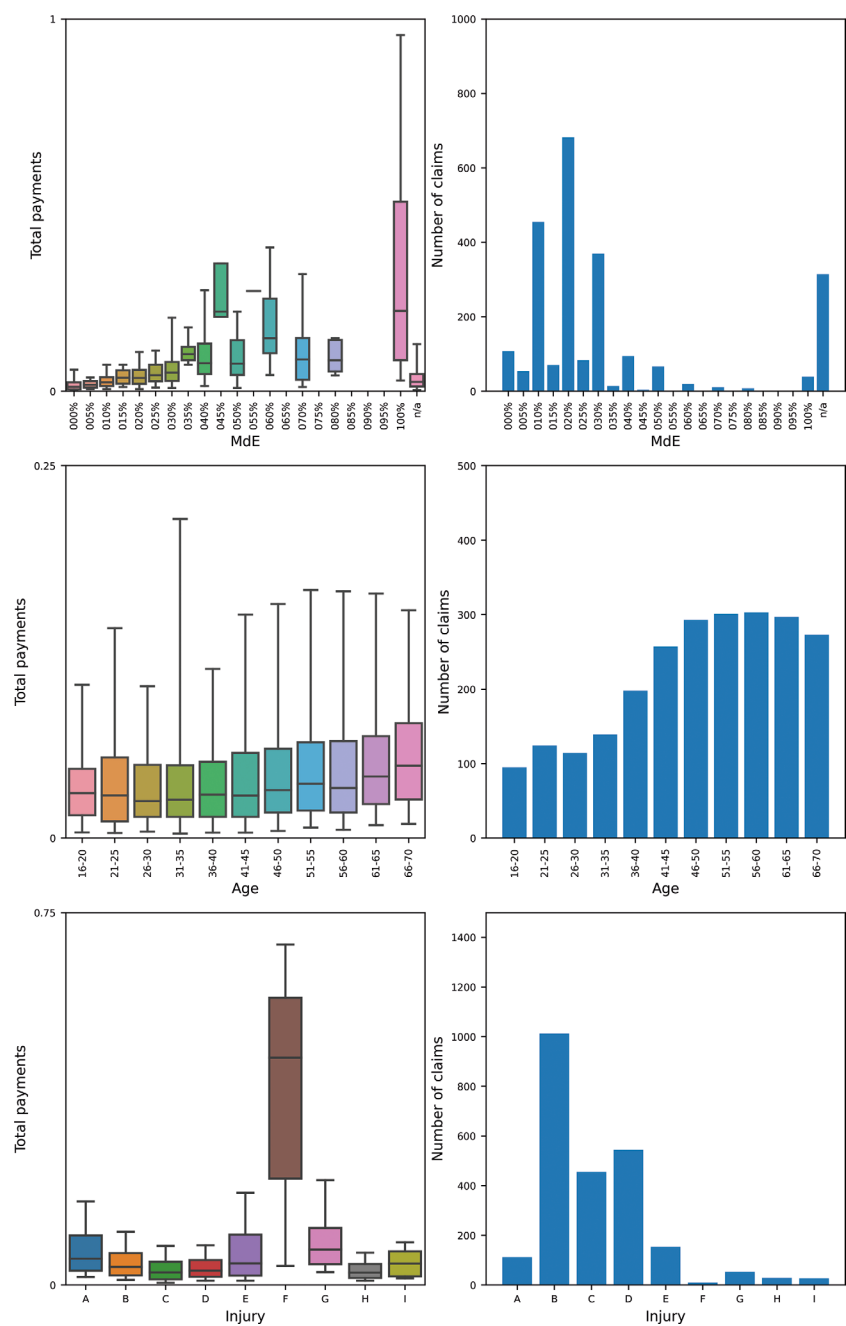 1
0
Total payments
000% 005% 010% 015% 020% 025% 030% 035% 040% 045% 050% 055% 060% 065% 070% 075% 080% 085% 090% 095% 100% n/a
MdE
1000
800
600
400
200
0
Number of claims
000% 005% 010% 015% 020% 025% 030% 035% 040% 045% 050% 055% 060% 065% 070% 075% 080% 085% 090% 095% 100% n/a
MdE
0.25
0
Total payments
16-20 21-25 26-30 31-35 36-40 41-45 46-50 51-55 56-60 61-65 66-70
Age
500
400
300
200
100
0
Number of claims
16-20 21-25 26-30 31-35 36-40 41-45 46-50 51-55 56-60 61-65 66-70
Age
0.75
0
Total payments
A B C D E F G H I
Injury
1400
1200
1000
800
600
400
200
0
Number of claims
A B C D E F G H I
Injury